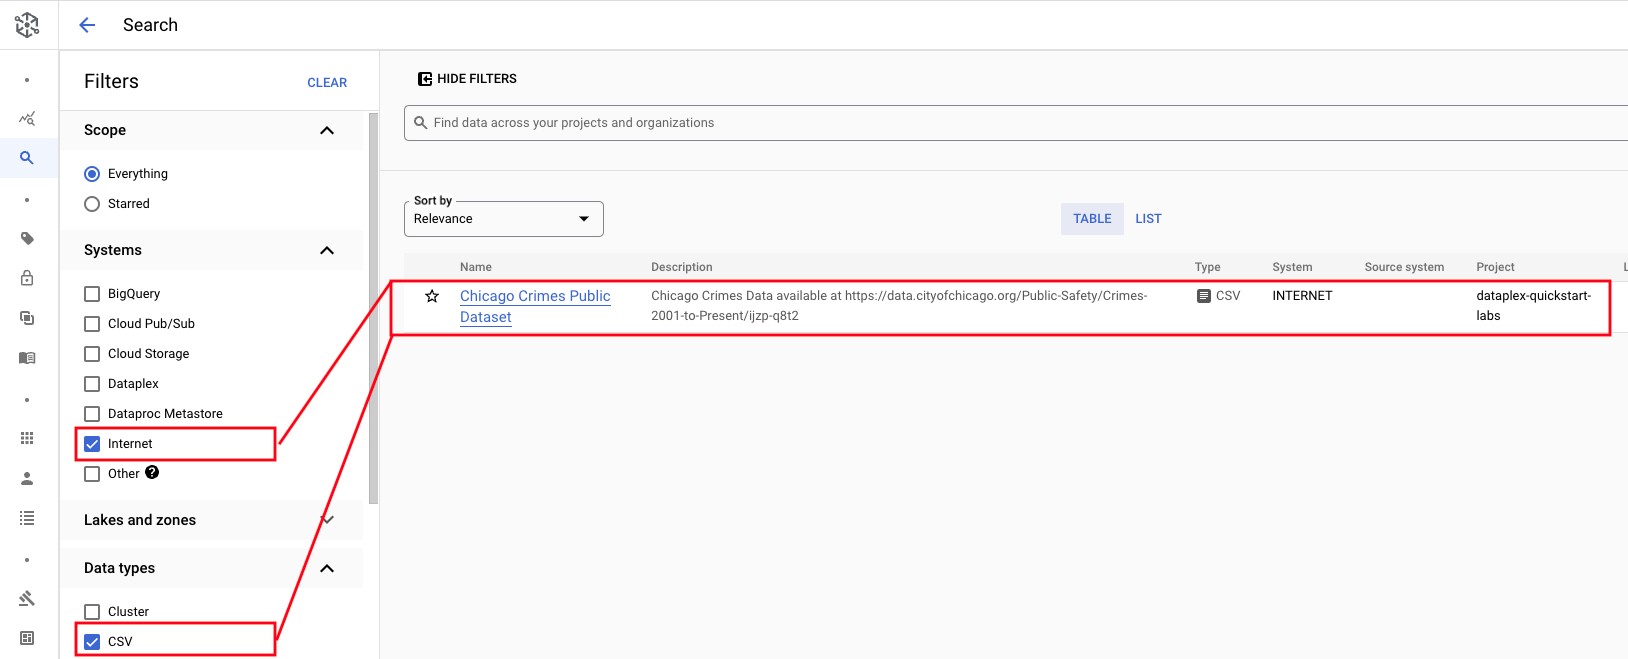 Search
Filters
CLEAR
Scope
Everything
Starred
Systems
BigQuery
Cloud Pub/Sub
Cloud Storage
Dataplex
Dataproc Metastore
Internet
Other
Lakes and zones
Data types
Cluster
CSV
HIDE FILTERS
Find data across your projects and organizations
Sort by
Relevance
TABLE LIST
Name Description Type System Source system Project
Chicago Crimes Public Chicago Crimes Data available at https://data.cityofchicago.org/Public-Safety/Crimes- CSV INTERNET dataplex-quickstart-
Dataset 2001-to-Present/ijzp-q8t2 labs